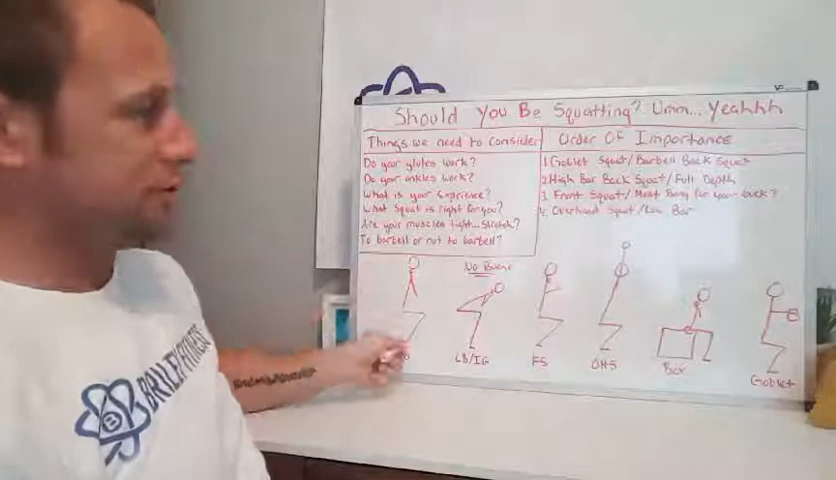 Should You Be Squatting? Umm... Yeahhh
Things we need to consider
Order Of Importance
Do your glutes work?
Do your ankles work?
What is your Experience?
What Squat is right for you?
Are your muscles tight... Stretch?
To barbell or not to barbell?
1. Goblet Squat/Barbell Back Squat
2. High Bar Back Squat/Full Depth
3. Front Squat/Most Bang for your buck?
4. Overhead Squat/Low Bar
No Bueno
LB/IG
FS
OHS
Box
Goblet
BRILEY FITNESS
B